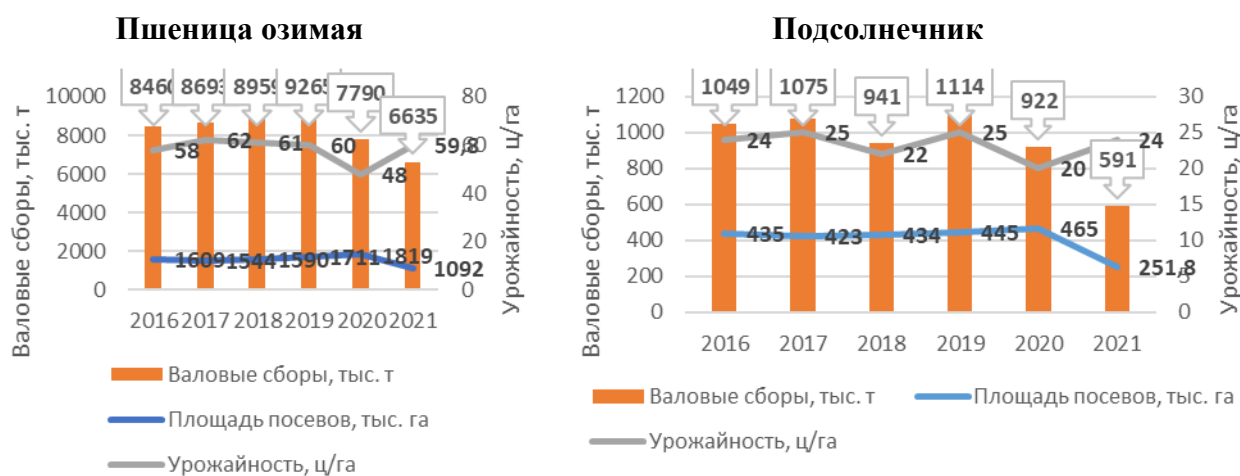 Пшеница озимая
8460 8693 8959 9265 7790 6635
10000
8000
6000
4000
2000
0
80
60
40
20
0
58 62 61 60 48 59,8
1609 1544 1590 1711 1819 1092
2016 2017 2018 2019 2020 2021
Валовые сборы, тыс. т
Урожайность, ц/га
Валовые сборы, тыс. т
Площадь посевов, тыс. га
Урожайность, ц/га
Подсолнечник
1049 1075 941 1114 922 591
1200
1000
800
600
400
200
0
30
25
20
15
10
5
0
24 25 22 25 20 24
435 423 434 445 465 251,8
2016 2017 2018 2019 2020 2021
Валовые сборы, тыс. т
Урожайность, ц/га
Валовые сборы, тыс. т
Площадь посевов, тыс. га
Урожайность, ц/га